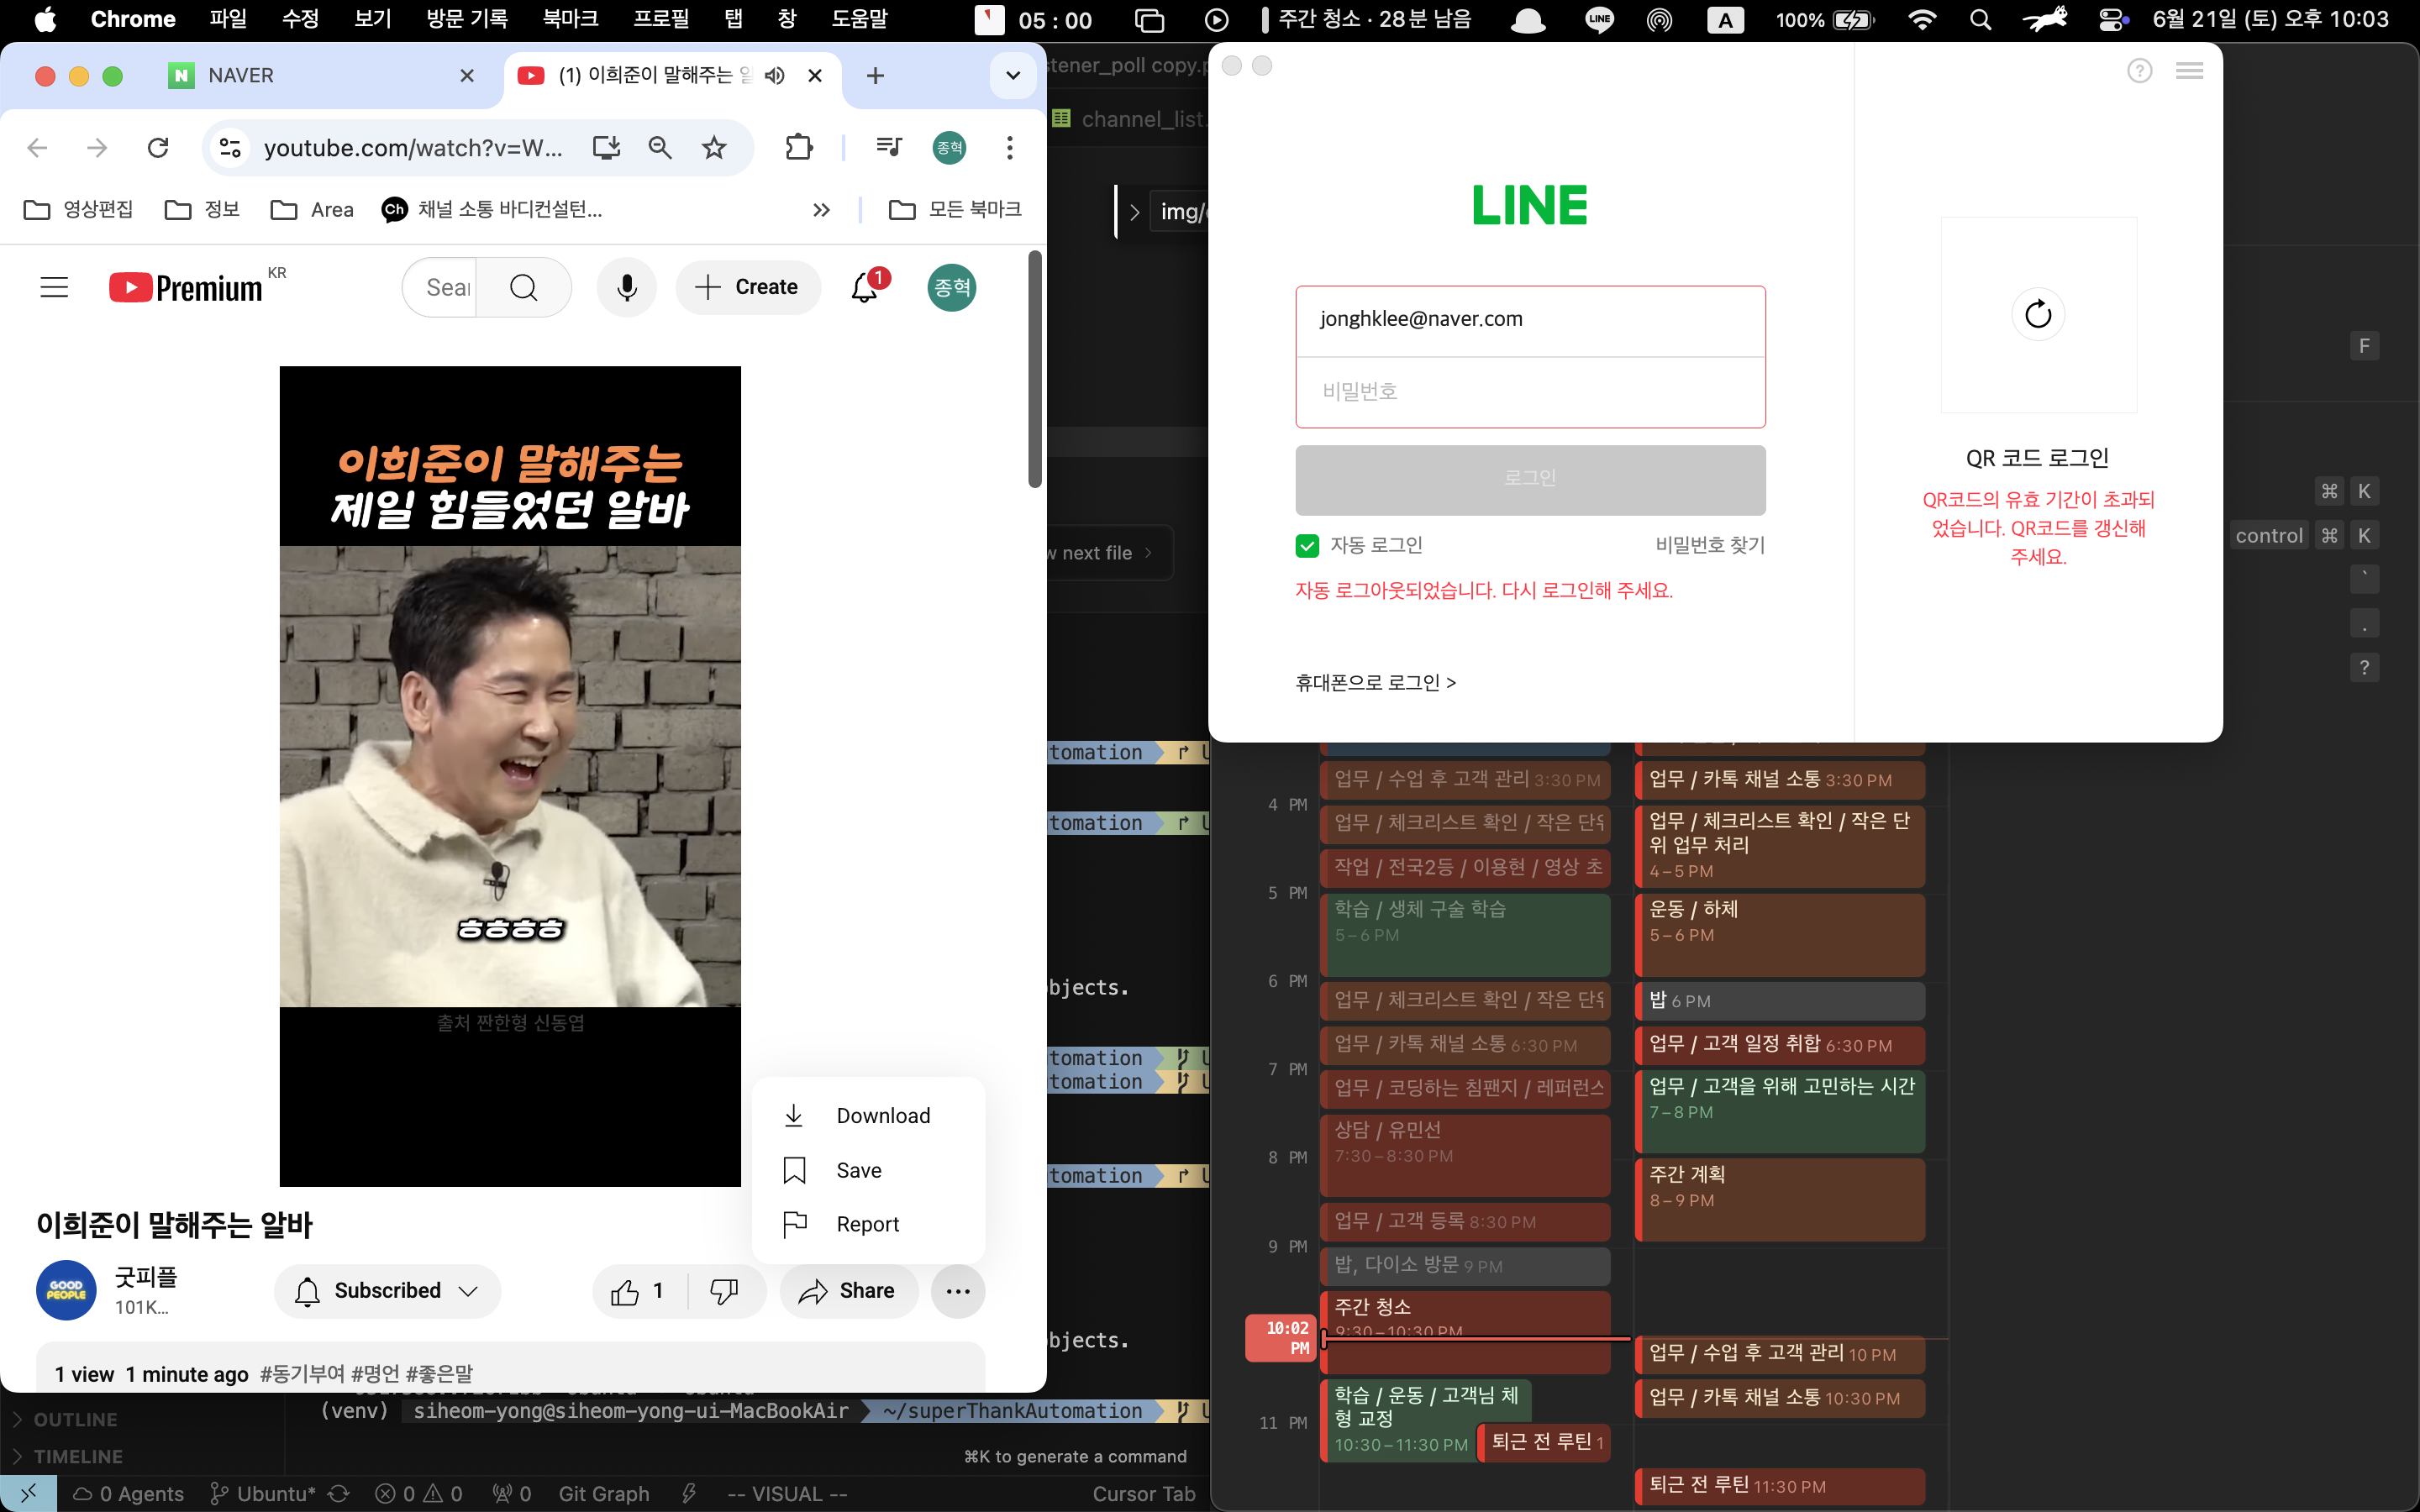 Chrome 파일 수정 보기 방문 기록 북마크 프로필 탭 창 도움말 05 : 00 주간 청소 · 28분 남음 LINE A 100% 6월 21일 (토) 오후 10:03
NAVER
(1) 이희준이 말해주는
youtube.com/watch?v=W...
종혁
영상편집 정보 Area Ch 채널 소통 바디컨설턴... 모든 북마크
Premium KR
Sear
Create
1
종혁
이희준이 말해주는
제일 힘들었던 알바
ㅎㅎㅎㅎ
출처 짠한형 신동엽
Download
Save
Report
이희준이 말해주는 알바
GOOD
PEOPLE
굿피플
101K...
Subscribed
1
Share
1 view 1 minute ago #동기부여 #명언 #좋은말
stener_poll copy.p
channel_list.
img/
w next file
tomation
tomation
bjects.
tomation
tomation
tomation
bjects.
(venv) siheom-yong@siheom-yong-ui-MacBookAir ~/superThankAutomation
⌘K to generate a command
OUTLINE
TIMELINE
0 Agents Ubuntu* 0 0 0 Git Graph -- VISUAL -- Cursor Tab
LINE
jonghklee@naver.com
비밀번호
로그인
자동 로그인
비밀번호 찾기
자동 로그아웃되었습니다. 다시 로그인해 주세요.
휴대폰으로 로그인 >
QR 코드 로그인
QR코드의 유효 기간이 초과되
었습니다. QR코드를 갱신해
주세요.
F
⌘ K
control ⌘ K
`
.
?
4 PM
5 PM
6 PM
7 PM
8 PM
9 PM
10:02
PM
11 PM
업무 / 수업 후 고객 관리 3:30 PM
업무 / 체크리스트 확인 / 작은 단위
작업 / 전국2등 / 이용현 / 영상 초
학습 / 생체 구술 학습
5 – 6 PM
업무 / 체크리스트 확인 / 작은 단위
업무 / 카톡 채널 소통 6:30 PM
업무 / 코딩하는 침팬지 / 레퍼런스
상담 / 유민선
7:30 – 8:30 PM
업무 / 고객 등록 8:30 PM
밥, 다이소 방문 9 PM
주간 청소
9:30 – 10:30 PM
학습 / 운동 / 고객님 체
형 교정
10:30 – 11:30 PM
퇴근 전 루틴 1
업무 / 카톡 채널 소통 3:30 PM
업무 / 체크리스트 확인 / 작은 단
위 업무 처리
4 – 5 PM
운동 / 하체
5 – 6 PM
밥 6 PM
업무 / 고객 일정 취합 6:30 PM
업무 / 고객을 위해 고민하는 시간
7 – 8 PM
주간 계획
8 – 9 PM
업무 / 수업 후 고객 관리 10 PM
업무 / 카톡 채널 소통 10:30 PM
퇴근 전 루틴 11:30 PM